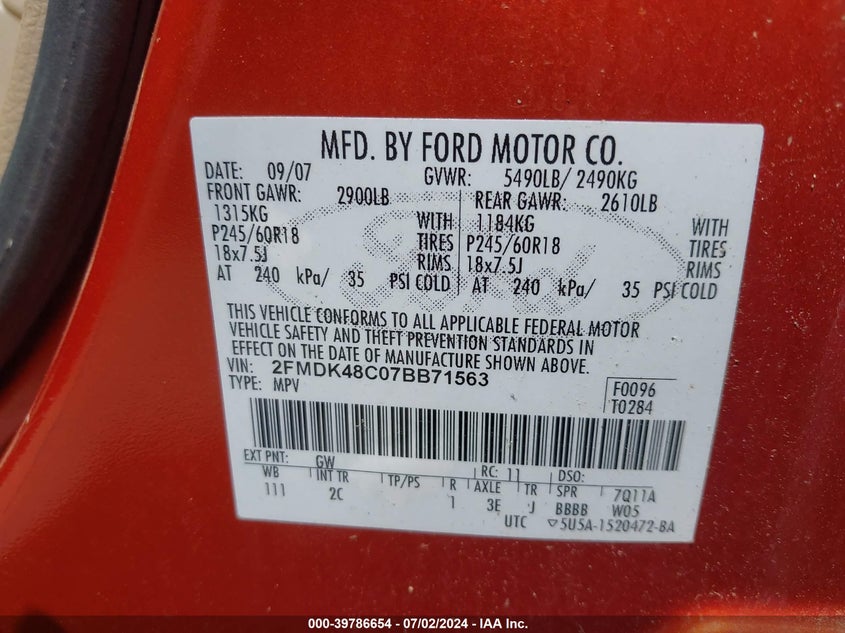 MFD. BY FORD MOTOR CO.
DATE: 09/07 GVWR: 5490LB/ 2490KG
FRONT GAWR: 2900LB REAR GAWR: 2610LB
1315KG WITH 1184KG WITH
P245/60R18 TIRES P245/60R18 TIRES
18x7.5J RIMS 18x7.5J RIMS
AT 240 kPa/ 35 PSI COLD AT 240 kPa/ 35 PSI COLD
THIS VEHICLE CONFORMS TO ALL APPLICABLE FEDERAL MOTOR
VEHICLE SAFETY AND THEFT PREVENTION STANDARDS IN
EFFECT ON THE DATE OF MANUFACTURE SHOWN ABOVE.
VIN: 2FMDK48C07BB71563 F0096
TYPE: MPV T0284
EXT PNT: GW RC: 11 DSO:
WB INT TR TP/PS R AXLE TR SPR 7Q11A
111 2C 1 3E J BBBB W05
UTC ▽5U5A-1520472-BA
000-39786654 / 07/02/2024 - IAA Inc.